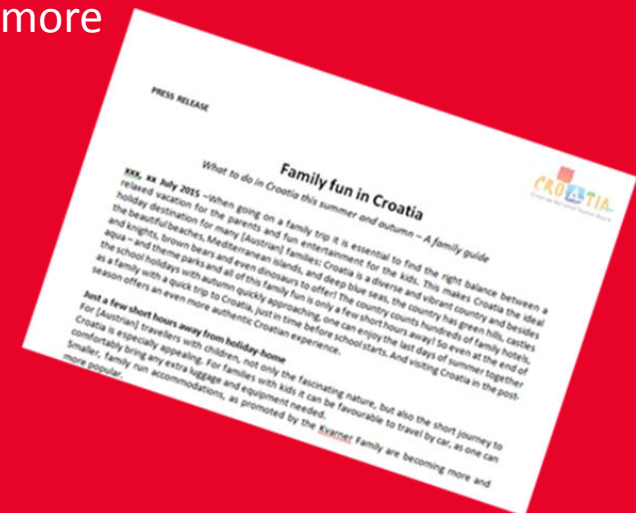 more
PRESS RELEASE
CROATIA
Family fun in Croatia
What to do in Croatia this summer and autumn – A family guide
xxx, xx July 2015 –When going on a family trip it is essential to find the right balance between a
relaxed vacation for the parents and fun entertainment for the kids. This makes Croatia the ideal
holiday destination for many [Austrian] families: Croatia is a diverse and vibrant country and besides
the beautiful beaches, Mediterranean islands, and deep blue seas, the country has green hills, castles
and knights, brown bears and even dinosaurs to offer! The country counts hundreds of family hotels,
aqua – and theme parks and all of this family fun is only a few short hours away! So even at the end of
the school holidays with autumn quickly approaching, one can enjoy the last days of summer together
as a family with a quick trip to Croatia, just in time before school starts. And visiting Croatia in the post-
season offers an even more authentic Croatian experience.
Just a few short hours away from holiday-home
For [Austrian] travellers with children, not only the fascinating nature, but also the short journey to
Croatia is especially appealing. For families with kids it can be favourable to travel by car, as one can
comfortably bring any extra luggage and equipment needed.
Smaller, family run accommodations, as promoted by the Kvarner Family are becoming more and
more popular.